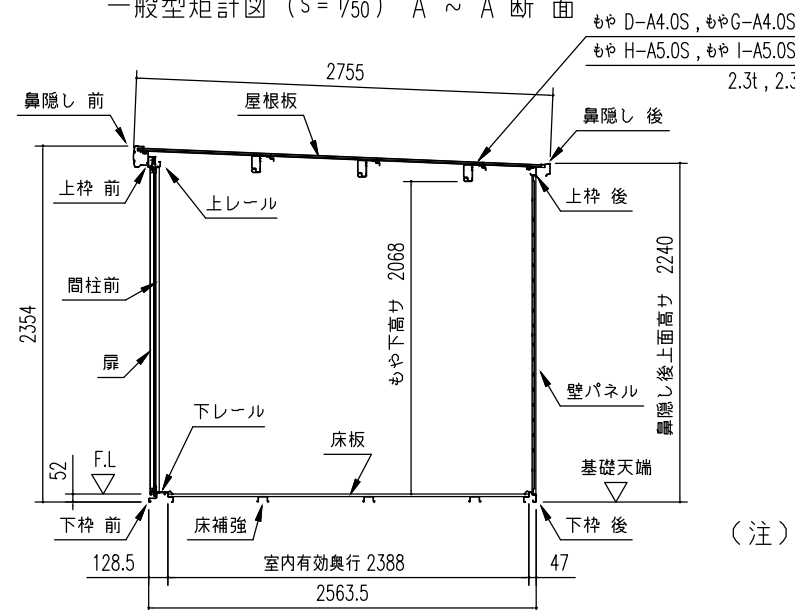 一般型矩計図 (S=1/50) A ~ A 断 面
もや D-A4.0S , もや G-A4.0S
もや H-A5.0S , もや I-A5.0S
2.3t , 2.3
2755
鼻隠し 前
屋根板
鼻隠し 後
上枠 前
上レール
上枠 後
間柱前
もや下高サ 2068
鼻隠し後上面高サ 2240
2354
扉
壁パネル
下レール
床板
52
F.L
基礎天端
下枠 前
床補強
下枠 後
(注)
128.5
室内有効奥行 2388
47
2563.5